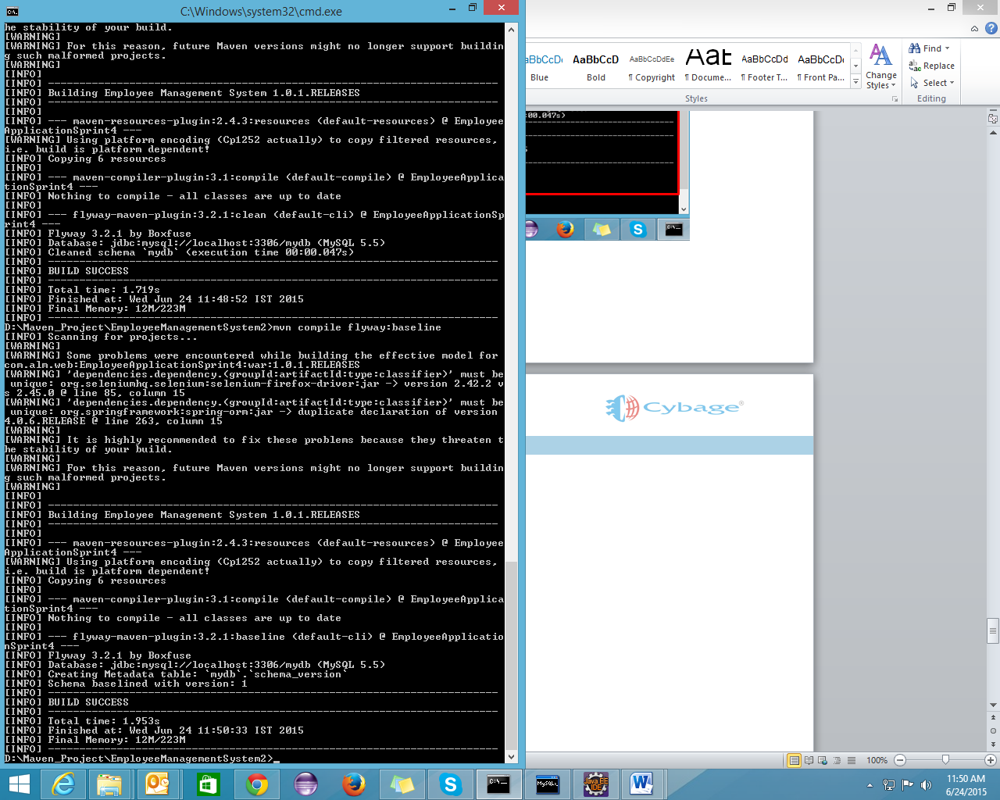 C:\Windows\system32\cmd.exe
he stability of your build.
[WARNING]
[WARNING] For this reason, future Maven versions might no longer support buildin
g such malformed projects.
[WARNING]
[INFO]
[INFO] ------------------------------------------------------------------------
[INFO] Building Employee Management System 1.0.1.RELEASES
[INFO] ------------------------------------------------------------------------
[INFO]
[INFO] --- maven-resources-plugin:2.4.3:resources (default-resources) @ Employee
ApplicationSprint4 ---
[WARNING] Using platform encoding (Cp1252 actually) to copy filtered resources,
i.e. build is platform dependent!
[INFO] Copying 6 resources
[INFO]
[INFO] --- maven-compiler-plugin:3.1:compile (default-compile) @ EmployeeApplica
tionSprint4 ---
[INFO] Nothing to compile - all classes are up to date
[INFO]
[INFO] --- flyway-maven-plugin:3.2.1:clean (default-cli) @ EmployeeApplicationSp
rint4 ---
[INFO] Flyway 3.2.1 by Boxfuse
[INFO] Database: jdbc:mysql://localhost:3306/mydb (MySQL 5.5)
[INFO] Cleaned schema `mydb` (execution time 00:00.047s)
[INFO] ------------------------------------------------------------------------
[INFO] BUILD SUCCESS
[INFO] ------------------------------------------------------------------------
[INFO] Total time: 1.719s
[INFO] Finished at: Wed Jun 24 11:48:52 IST 2015
[INFO] Final Memory: 12M/223M
[INFO] ------------------------------------------------------------------------
D:\Maven_Project\EmployeeManagementSystem2>mvn compile flyway:baseline
[INFO] Scanning for projects...
[WARNING]
[WARNING] Some problems were encountered while building the effective model for
com.alm.web:EmployeeApplicationSprint4:war:1.0.1.RELEASES
[WARNING] 'dependencies.dependency.(groupId:artifactId:type:classifier)' must be
unique: org.seleniumhq.selenium:selenium-firefox-driver:jar -> version 2.42.2 v
s 2.45.0 @ line 85, column 15
[WARNING] 'dependencies.dependency.(groupId:artifactId:type:classifier)' must be
unique: org.springframework:spring-orm:jar -> duplicate declaration of version
4.0.6.RELEASE @ line 263, column 15
[WARNING]
[WARNING] It is highly recommended to fix these problems because they threaten t
he stability of your build.
[WARNING]
[WARNING] For this reason, future Maven versions might no longer support buildin
g such malformed projects.
[WARNING]
[INFO]
[INFO] ------------------------------------------------------------------------
[INFO] Building Employee Management System 1.0.1.RELEASES
[INFO] ------------------------------------------------------------------------
[INFO]
[INFO] --- maven-resources-plugin:2.4.3:resources (default-resources) @ Employee
ApplicationSprint4 ---
[WARNING] Using platform encoding (Cp1252 actually) to copy filtered resources,
i.e. build is platform dependent!
[INFO] Copying 6 resources
[INFO]
[INFO] --- maven-compiler-plugin:3.1:compile (default-compile) @ EmployeeApplica
tionSprint4 ---
[INFO] Nothing to compile - all classes are up to date
[INFO]
[INFO] --- flyway-maven-plugin:3.2.1:baseline (default-cli) @ EmployeeApplicatio
nSprint4 ---
[INFO] Flyway 3.2.1 by Boxfuse
[INFO] Database: jdbc:mysql://localhost:3306/mydb (MySQL 5.5)
[INFO] Creating Metadata table: `mydb`.`schema_version`
[INFO] Schema baselined with version: 1
[INFO] ------------------------------------------------------------------------
[INFO] BUILD SUCCESS
[INFO] ------------------------------------------------------------------------
[INFO] Total time: 1.953s
[INFO] Finished at: Wed Jun 24 11:50:33 IST 2015
[INFO] Final Memory: 12M/223M
[INFO] ------------------------------------------------------------------------
D:\Maven_Project\EmployeeManagementSystem2>_
aBbCcDc AaBbCcD AaBbCcDdEe AaB AaBbCcDd AaBbCcDc
Blue Bold ¶ Copyright ¶ Docume... ¶ Footer T... ¶ Front Pa...
Change
Styles
Styles
Find
Replace
Select
Editing
:00.047s)
S
Cybage®
100%
MySQL
Java EE
IDE
11:50 AM
6/24/2015